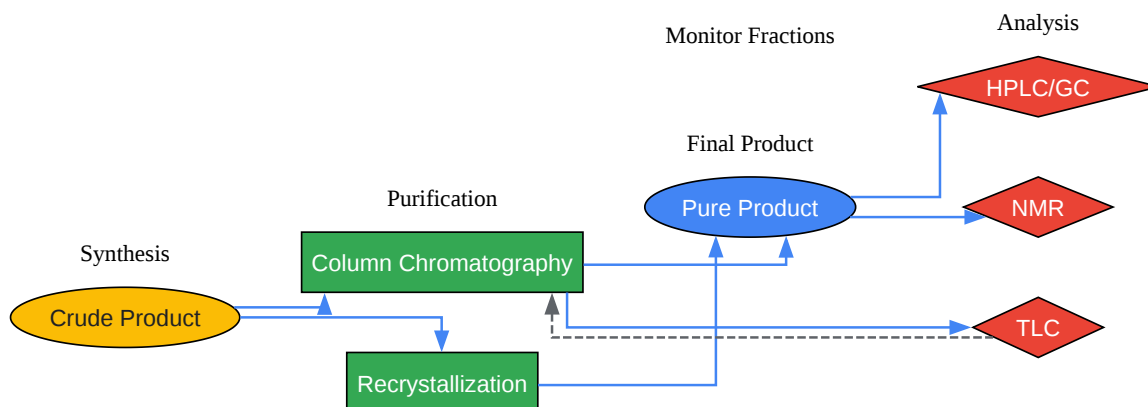 Monitor Fractions
Analysis
HPLC/GC
Final Product
Purification
Pure Product
NMR
Synthesis
Column Chromatography
Crude Product
TLC
Recrystallization